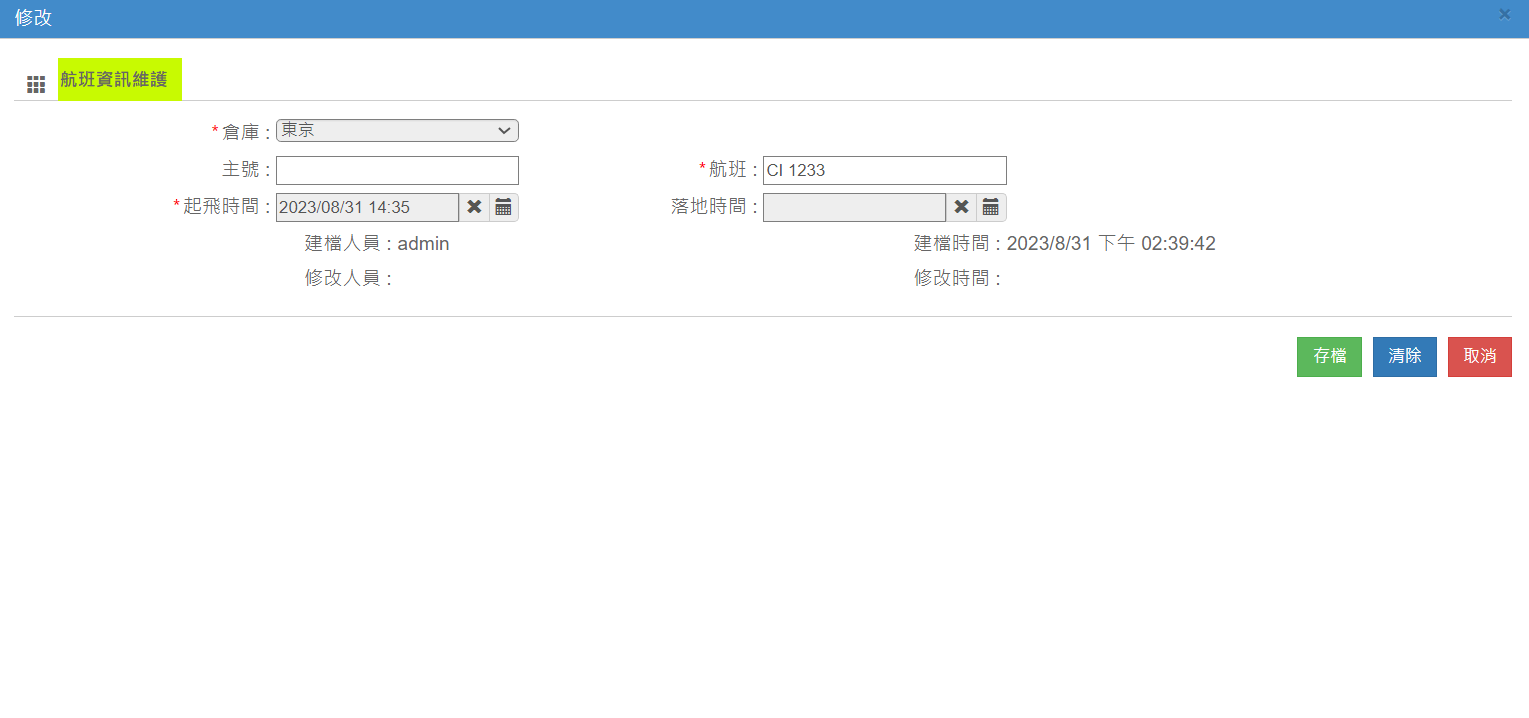 修改
航班資訊維護
*倉庫 : 東京
主號 : *航班 : CI 1233
*起飛時間 : 2023/08/31 14:35 落地時間 :
建檔人員 : admin 建檔時間 : 2023/8/31 下午 02:39:42
修改人員 : 修改時間 :
存檔 清除 取消